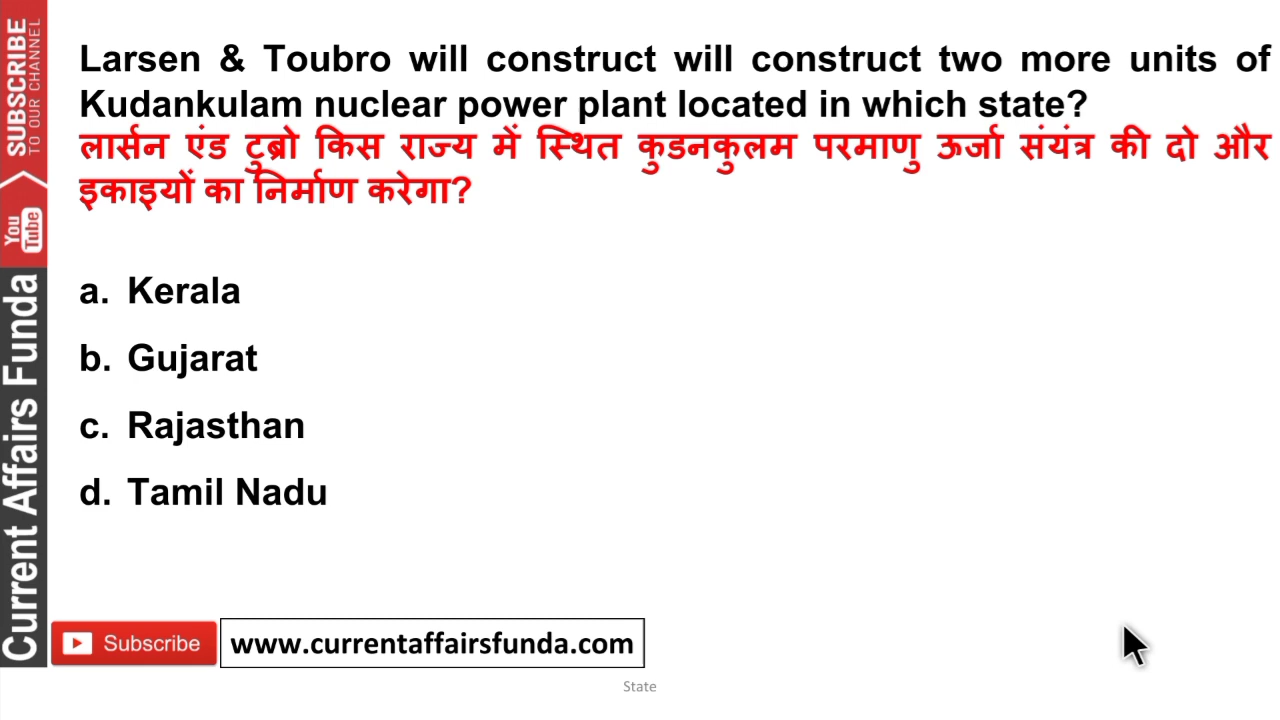 Larsen & Toubro will construct will construct two more units of
Kudankulam nuclear power plant located in which state?
लार्सन एंड टुब्रो किस राज्य में स्थित कुडनकुलम परमाणु ऊर्जा संयंत्र की दो और
इकाइयों का निर्माण करेगा?
a. Kerala
b. Gujarat
c. Rajasthan
d. Tamil Nadu
SUBSCRIBE
TO OUR CHANNEL
You
Tube
Current Affairs Funda
Subscribe
www.currentaffairsfunda.com
State